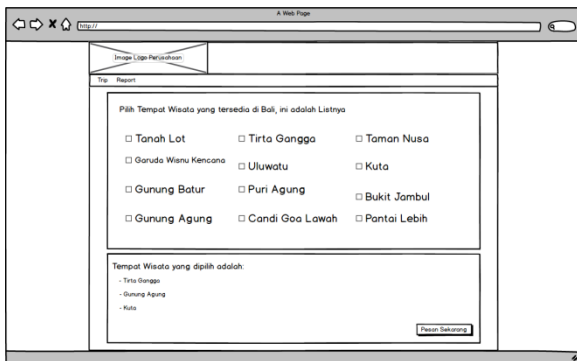 A Web Page
http://
Image Logo Perusahaan
Trip Report
Pilih Tempat Wisata yang tersedia di Bali, ini adalah Listnya
Tanah Lot Tirta Gangga Taman Nusa
Garuda Wisnu Kencana Uluwatu Kuta
Gunung Batur Puri Agung Bukit Jambul
Gunung Agung Candi Goa Lawah Pantai Lebih
Tempat Wisata yang dipilih adalah:
- Tirta Gangga
- Gunung Agung
- Kuta
Pesan Sekarang